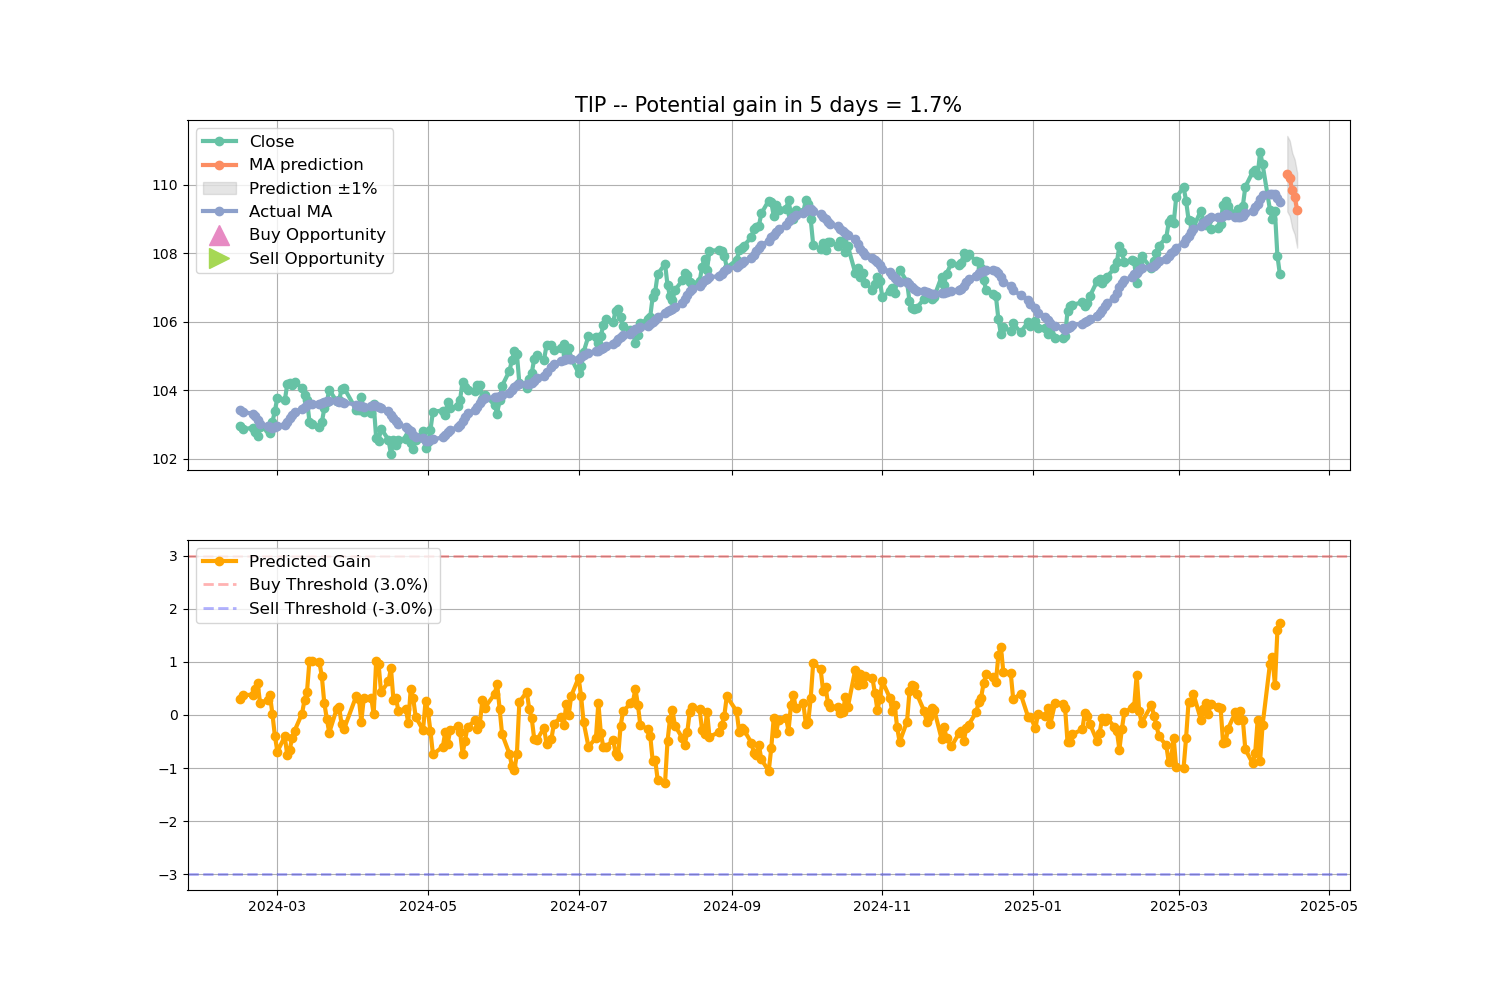 TIP -- Potential gain in 5 days = 1.7%
Close
MA prediction
Prediction ±1%
Actual MA
Buy Opportunity
Sell Opportunity
110
108
106
104
102
Predicted Gain
Buy Threshold (3.0%)
Sell Threshold (-3.0%)
3
2
1
0
−1
−2
−3
2024-03 2024-05 2024-07 2024-09 2024-11 2025-01 2025-03 2025-05